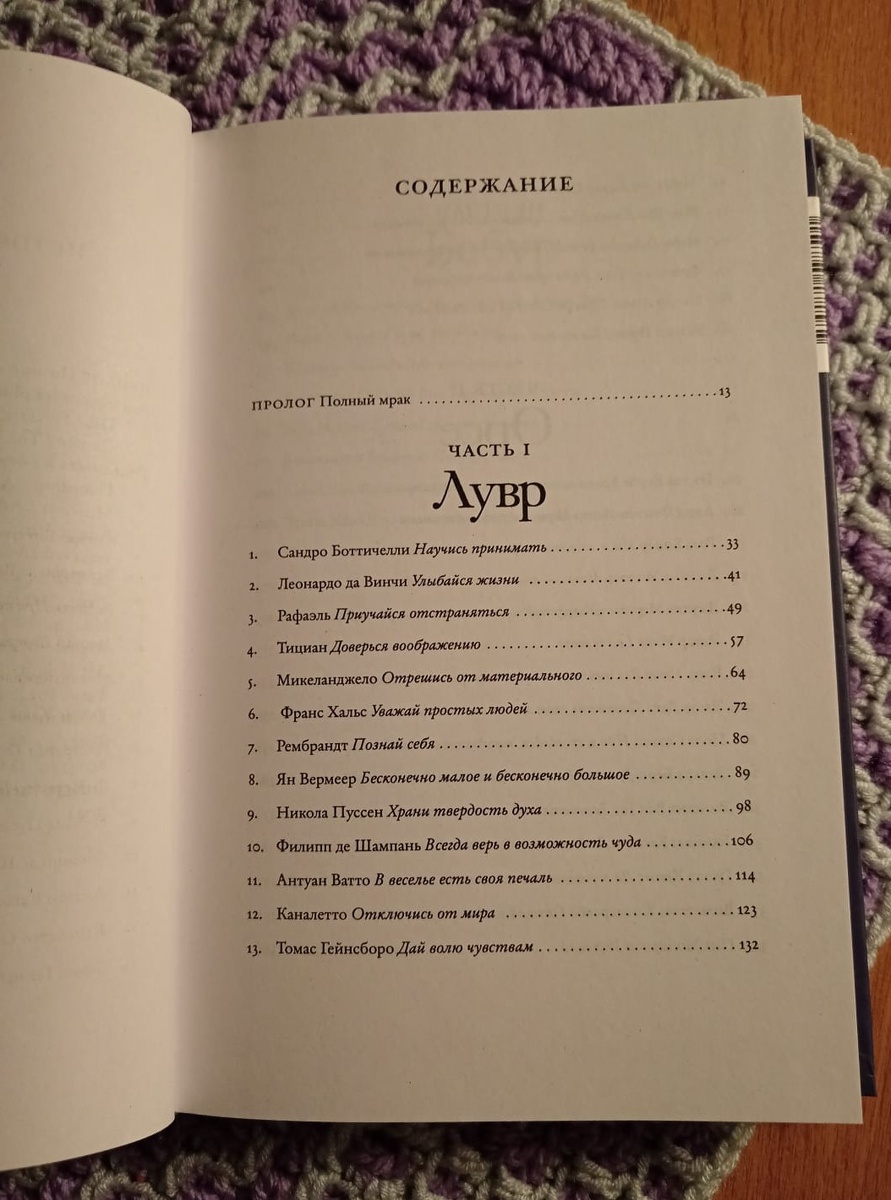 СОДЕРЖАНИЕ
ПРОЛОГ Полный мрак ........................................ 13
ЧАСТЬ I
Лувр
1. Сандро Боттичелли Научись принимать ........................ 33
2. Леонардо да Винчи Улыбайся жизни ........................... 41
3. Рафаэль Приучайся отстраняться ............................. 49
4. Тициан Доверься воображению ................................ 57
5. Микеланджело Отрешись от материального ................... 64
6. Франс Хальс Уважай простых людей .......................... 72
7. Рембрандт Познай себя ....................................... 80
8. Ян Вермеер Бесконечно малое и бесконечно большое ............. 89
9. Никола Пуссен Храни твердость духа ......................... 98
10. Филипп де Шампань Всегда верь в возможность чуда ........... 106
11. Антуан Ватто В веселье есть своя печаль ....................... 114
12. Каналетто Отключись от мира ............................... 123
13. Томас Гейнсборо Дай волю чувствам .......................... 132